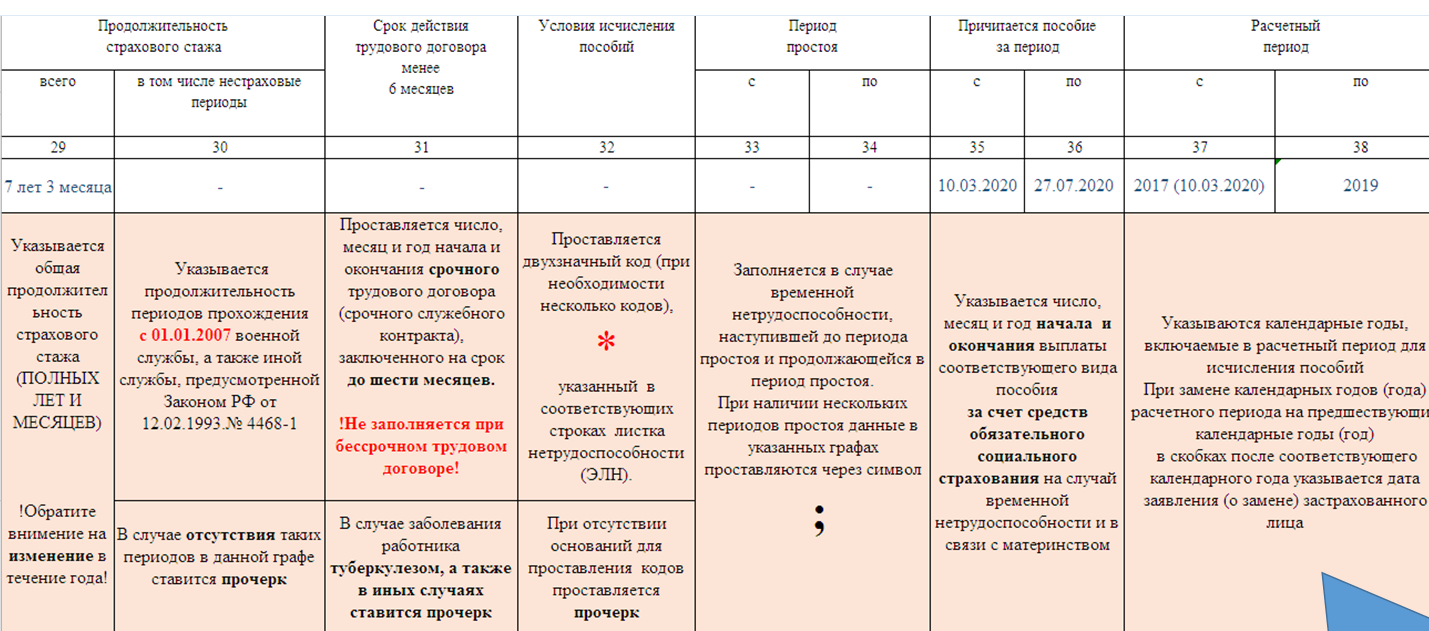 Продолжительность
страхового стажа
Срок действия
трудового договора
менее
6 месяцев
Условия исчисления
пособий
Период
простоя
Причитается пособие
за период
Расчетный
период
всего
в том числе нестраховые
периоды
с
по
с
по
с
по
29
30
31
32
33
34
35
36
37
38
7 лет 3 месяца
-
-
-
-
-
10.03.2020
27.07.2020
2017 (10.03.2020)
2019
Указывается
общая
продолжител
ьность
страхового
стажа
(ПОЛНЫХ
ЛЕТ И
МЕСЯЦЕВ)
!Обратите
внимание на
изменение в
течение года!
Указывается
продолжительность
периодов прохождения
с 01.01.2007 военной
службы, а также иной
службы, предусмотренной
Законом РФ от
12.02.1993.№ 4468-1
В случае отсутствия таких
периодов в данной графе
ставится прочерк
Проставляется число,
месяц и год начала и
окончания срочного
трудового договора
(срочного служебного
контракта),
заключенного на срок
до шести месяцев.
!Не заполняется при
бессрочном трудовом
договоре!
В случае заболевания
работника
туберкулезом, а также
в иных случаях
ставится прочерк
Проставляется
двухзначный код (при
необходимости
несколько кодов),
*
указанный в
соответствующих
строках листка
нетрудоспособности
(ЭЛН).
При отсутствии
оснований для
проставления кодов
проставляется
прочерк
Заполняется в случае
временной
нетрудоспособности,
наступившей до периода
простоя и продолжающейся в
период простоя.
При наличии нескольких
периодов простоя данные в
указанных графах
проставляются через символ
;
Указывается число,
месяц и год начала и
окончания выплаты
соответствующего вида
пособия
за счет средств
обязательного
социального
страхования на случай
временной
нетрудоспособности и в
связи с материнством
Указываются календарные годы,
включаемые в расчетный период для
исчисления пособий
При замене календарных годов (года)
расчетного периода на предшествующи
календарные годы (год)
в скобках после соответствующего
календарного года указывается дата
заявления (о замене) застрахованного
лица